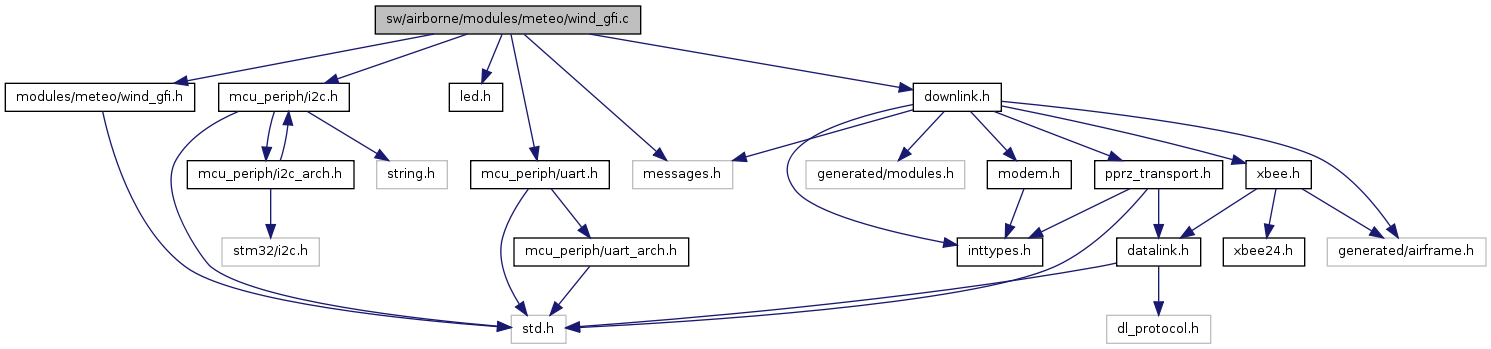 sw/airborne/modules/meteo/wind_gfi.c
modules/meteo/wind_gfi.h
mcu_periph/i2c.h
led.h
downlink.h
mcu_periph/i2c_arch.h
string.h
mcu_periph/uart.h
messages.h
generated/modules.h
modem.h
pprz_transport.h
xbee.h
stm32/i2c.h
mcu_periph/uart_arch.h
inttypes.h
datalink.h
xbee24.h
generated/airframe.h
std.h
dl_protocol.h